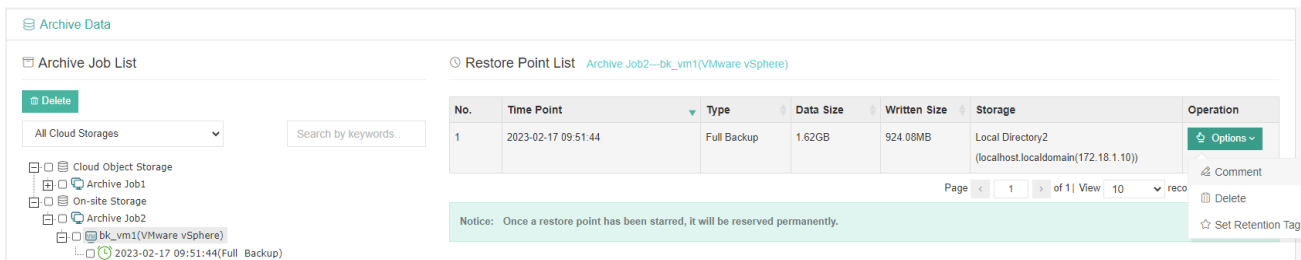 Archive Data
Archive Job List
Delete
All Cloud Storages
Search by keywords..
Cloud Object Storage
Archive Job1
On-site Storage
Archive Job2
bk_vm1(VMware vSphere)
2023-02-17 09:51:44(Full Backup)
Restore Point List Archive Job2---bk_vm1(VMware vSphere)
No. Time Point Type Data Size Written Size Storage Operation
1 2023-02-17 09:51:44 Full Backup 1.62GB 924.08MB Local Directory2 Options
(localhost.localdomain(172.18.1.10))
Comment
Delete
Set Retention Tag
Page < 1 > of 1 | View 10 reco
Notice: Once a restore point has been starred, it will be reserved permanently.